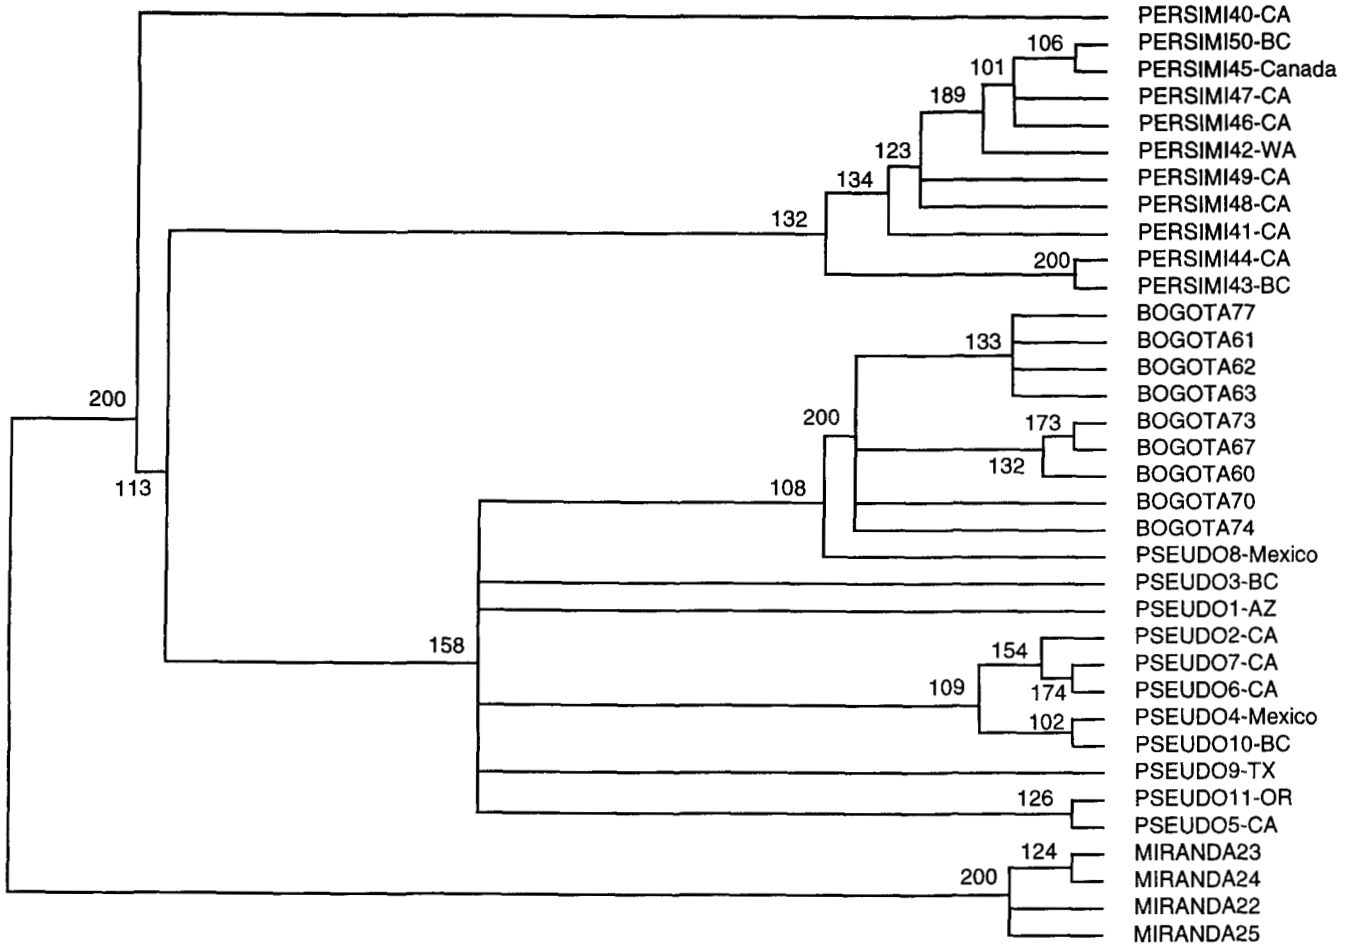 PERSIMI40-CA
106 PERSIMI50-BC
101 PERSIMI45-Canada
189 PERSIMI47-CA
PERSIMI46-CA
123 PERSIMI42-WA
134 PERSIMI49-CA
PERSIMI48-CA
132 PERSIMI41-CA
200 PERSIMI44-CA
PERSIMI43-BC
BOGOTA77
133 BOGOTA61
BOGOTA62
200 BOGOTA63
200 173 BOGOTA73
BOGOTA67
132 BOGOTA60
113 108 BOGOTA70
BOGOTA74
PSEUDO8-Mexico
PSEUDO3-BC
PSEUDO1-AZ
158 154 PSEUDO2-CA
PSEUDO7-CA
109 174 PSEUDO6-CA
102 PSEUDO4-Mexico
PSEUDO10-BC
PSEUDO9-TX
126 PSEUDO11-OR
PSEUDO5-CA
124 MIRANDA23
200 MIRANDA24
MIRANDA22
MIRANDA25